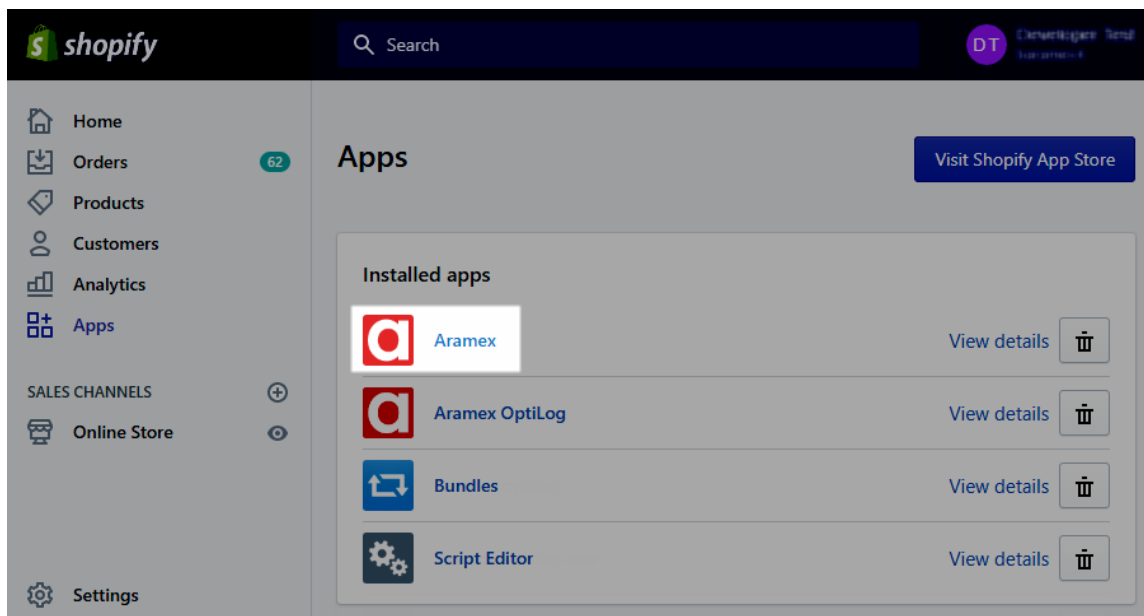 shopify
Search
DT
Home
Orders 62
Products
Customers
Analytics
Apps
SALES CHANNELS
Online Store
Settings
Apps
Visit Shopify App Store
Installed apps
Aramex View details
Aramex OptiLog View details
Bundles View details
Script Editor View details